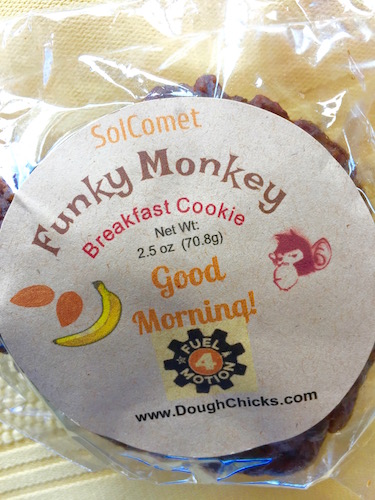 SolComet
Funky Monkey
Breakfast Cookie
Net Wt:
2.5 oz (70.8g)
Good
Morning!
FUEL-
4
MOTION
www.DoughChicks.com